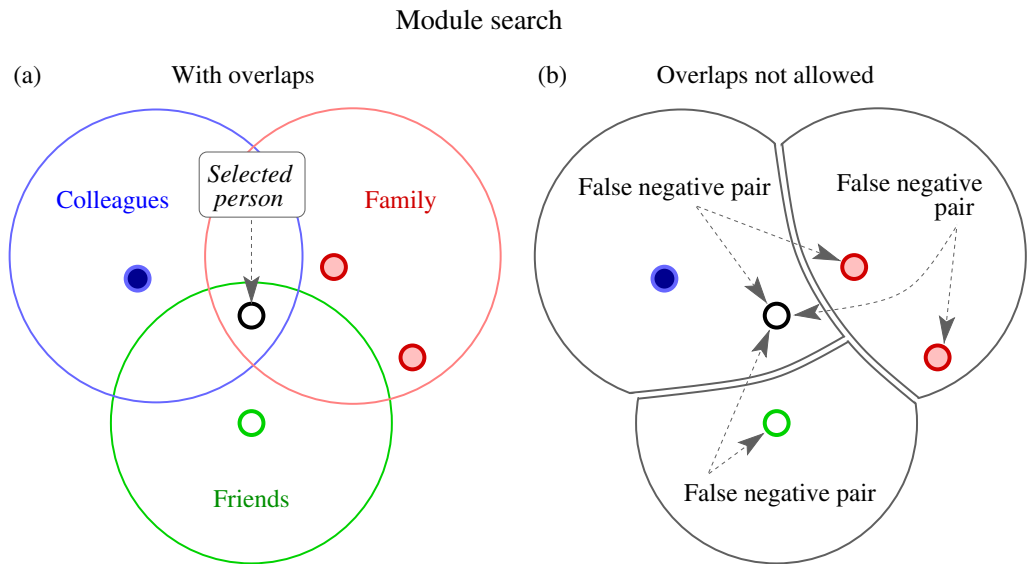 Module search
(a)
With overlaps
Colleagues
Selected
person
Family
Friends
(b)
Overlaps not allowed
False negative pair
False negative
pair
False negative pair